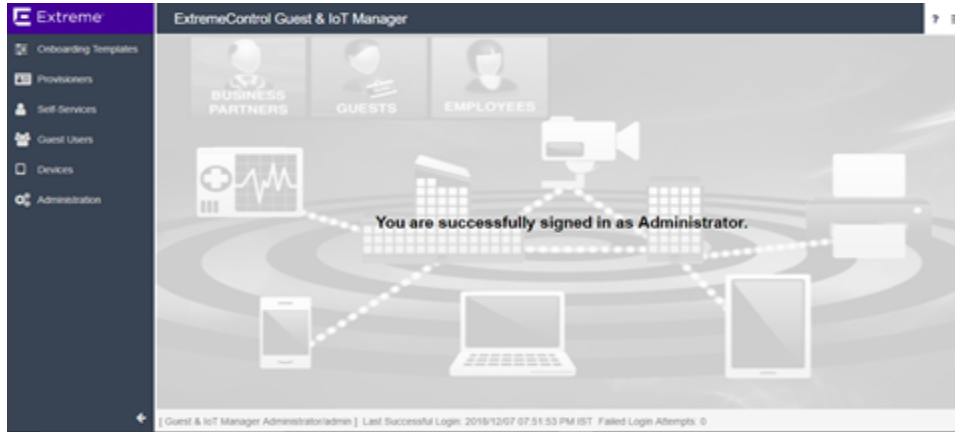 Extreme
ExtremeControl Guest & IoT Manager
?
Onboarding Templates
Provisioners
Self-Services
Guest Users
Devices
Administration
BUSINESS PARTNERS
GUESTS
EMPLOYEES
You are successfully signed in as Administrator.
[ Guest & IoT Manager Administrator/admin ] Last Successful Login: 2018/12/07 07:51:53 PM IST Failed Login Attempts: 0